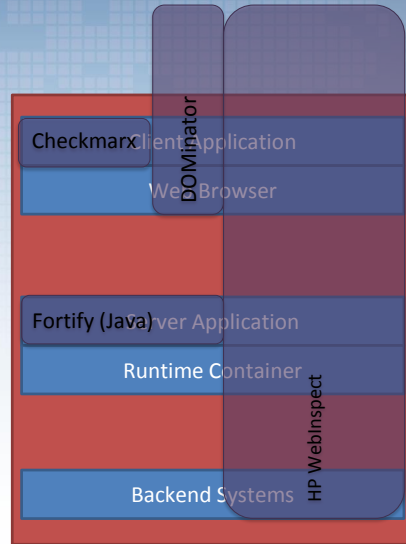 Checkmarx
Client Application
DOMinator
Web Browser
Fortify (Java)
Server Application
Runtime Container
HP WebInspect
Backend Systems